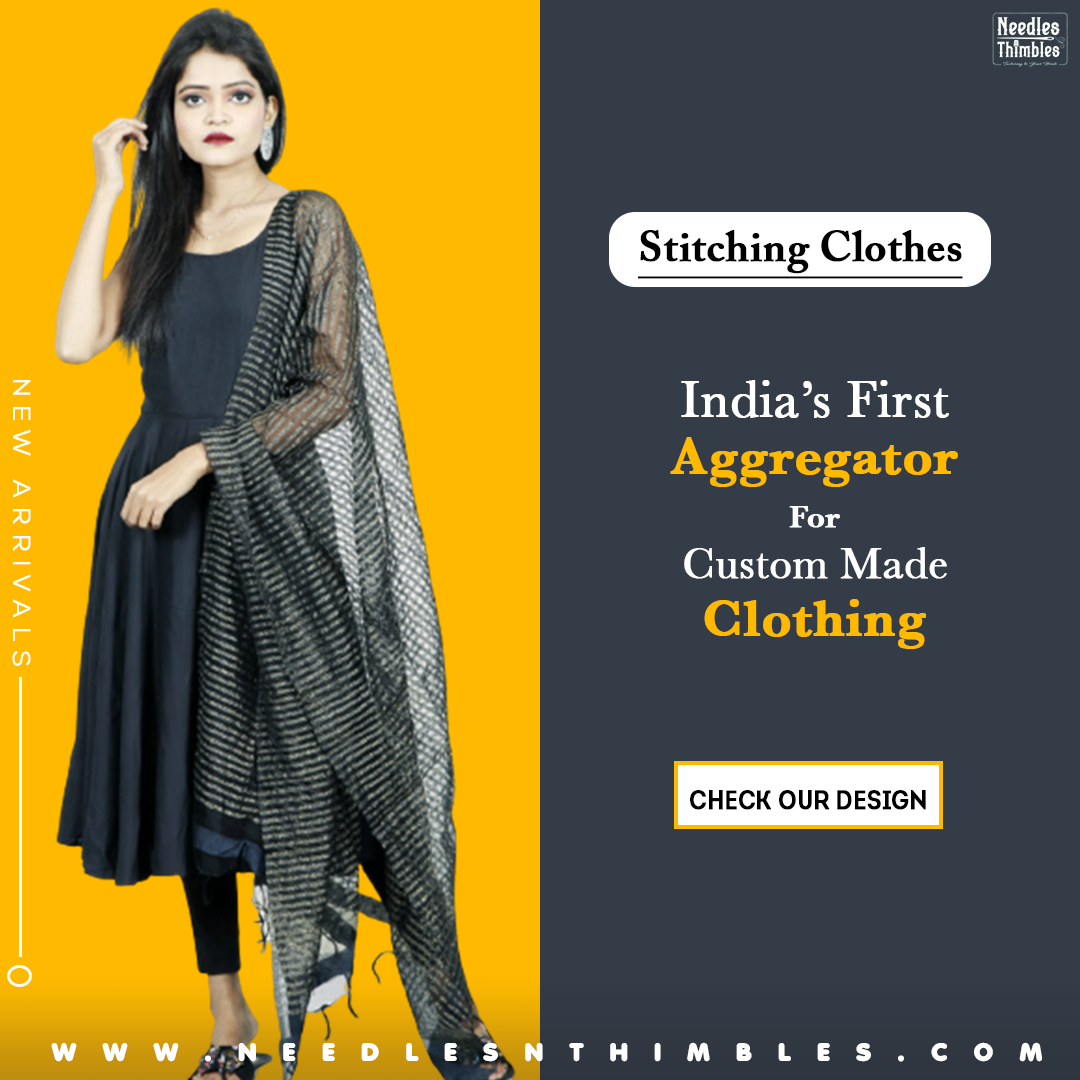 Needles
N
Thimbles
Stitching Clothes
India's First
Aggregator
For
Custom Made
Clothing
CHECK OUR DESIGN
NEW ARRIVALS
WWW.NEEDLESNTHIMBLES.COM